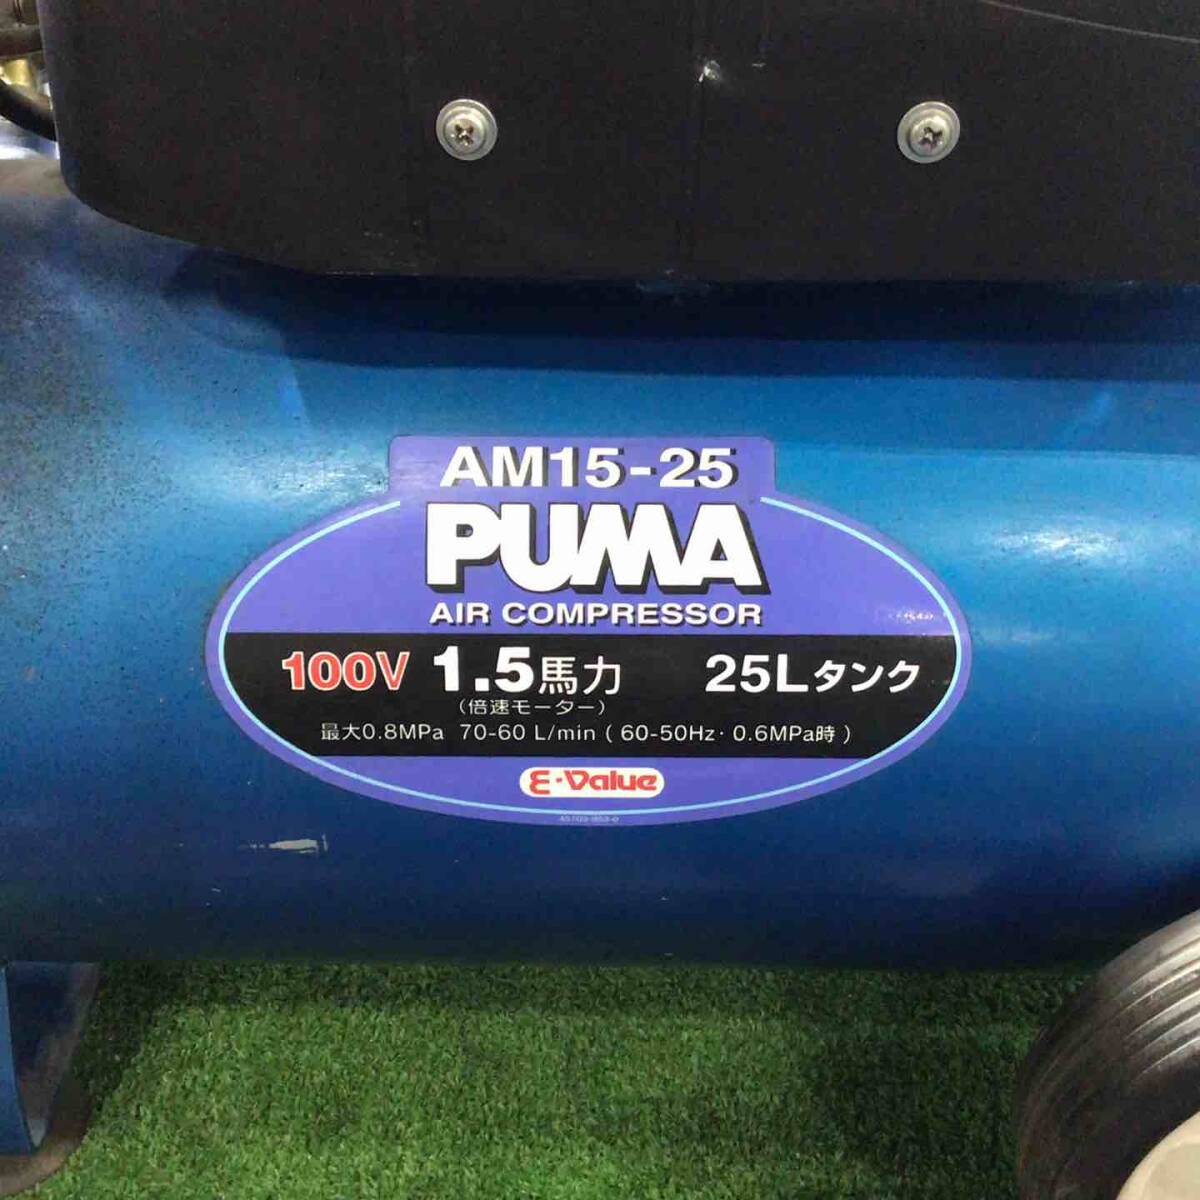 AM15-25
PUMA
AIR COMPRESSOR
100V 1.5馬力 25Lタンク
(倍速モーター)
最大0.8MPa 70-60 L/min ( 60-50Hz・0.6MPa時 )
E-Value